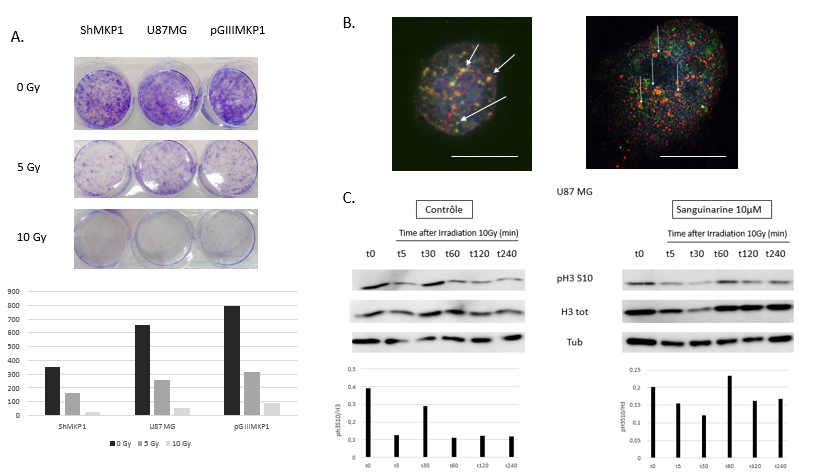 A.
ShMKP1 U87MG pGIIIMKP1
0 Gy
5 Gy
10 Gy
900
800
700
600
500
400
300
200
100
0
ShMKP1 U87MG pGIIIMKP1
0 Gy 5 Gy 10 Gy
B.
C.
U87 MG
Contrôle
Time after Irradiation 10Gy (min)
t0 t5 t30 t60 t120 t240
Sanguinarine 10µM
Time after Irradiation 10Gy (min)
t0 t5 t30 t60 t120 t240
pH3 S10
H3 tot
Tub
0,5
0,4
0,3
0,2
0,1
0
ph3S10/H3
t0 t5 t30 t60 t120 t240
0,25
0,2
0,15
0,1
0,05
0
pH3S10/H3
t0 t5 t30 t60 t120 t240